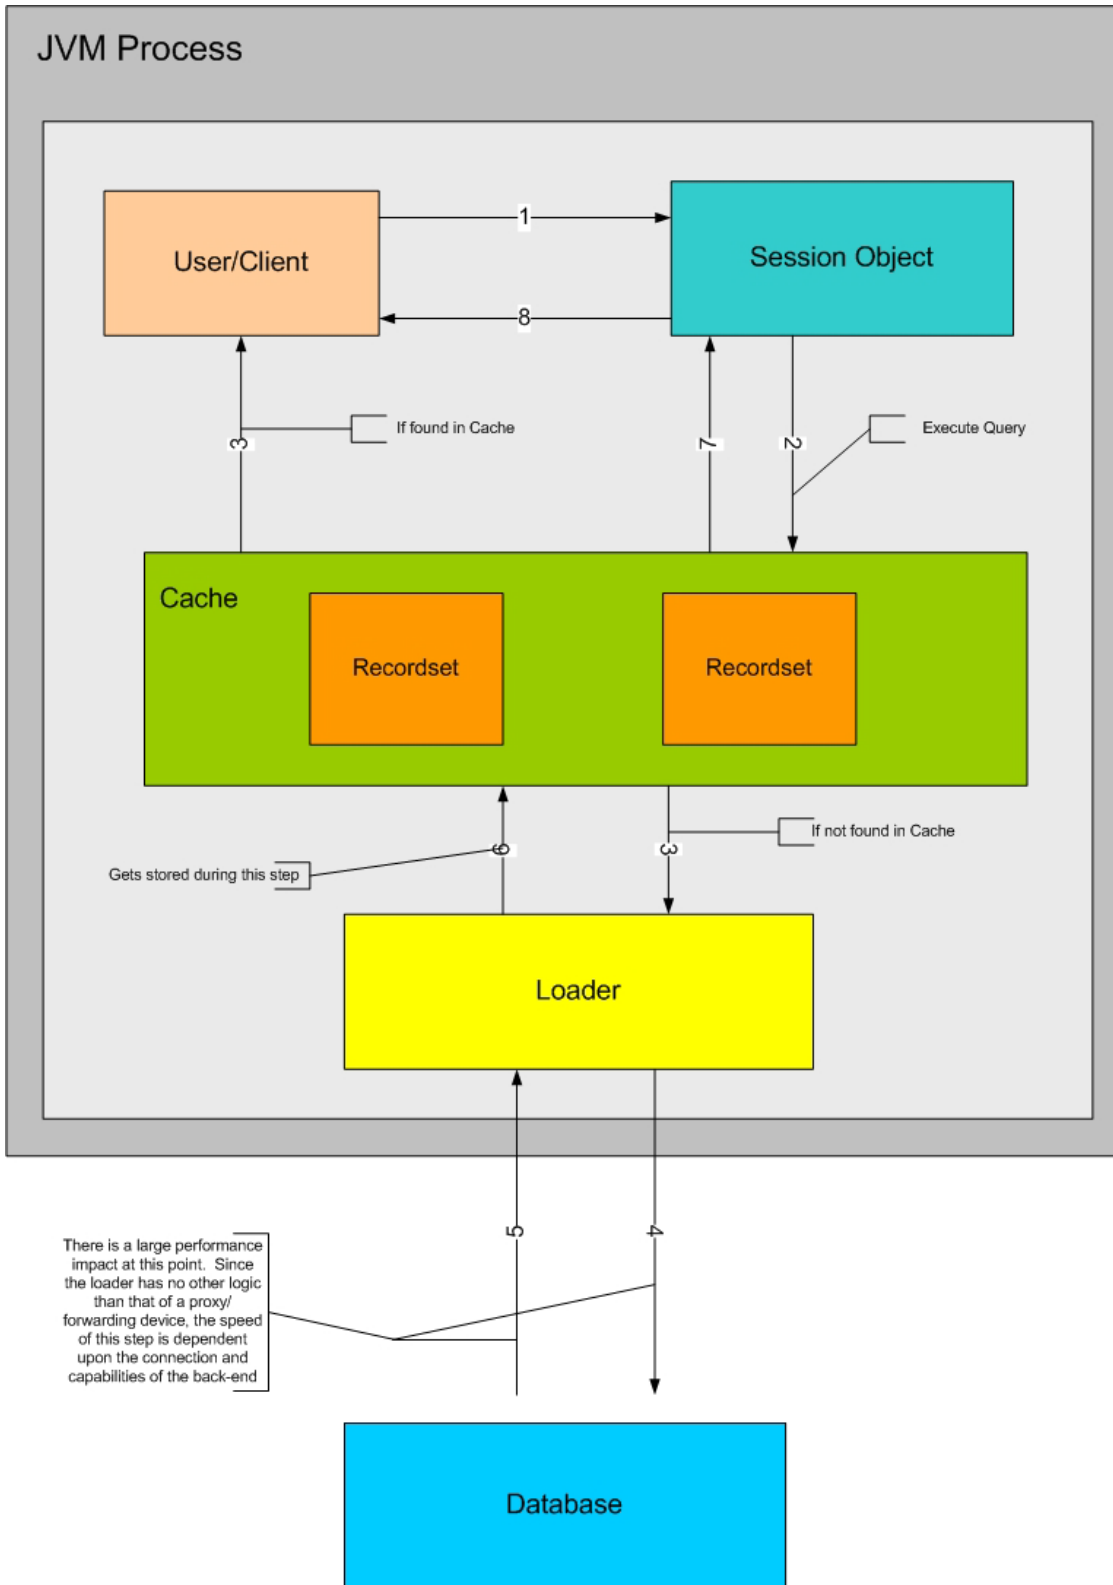 JVM Process
1
User/Client
Session Object
8
If found in Cache
Execute Query
3
7
2
Cache
Recordset
Recordset
If not found in Cache
6
3
Gets stored during this step
Loader
5
4
There is a large performance
impact at this point. Since
the loader has no other logic
than that of a proxy/
forwarding device, the speed
of this step is dependent
upon the connection and
capabilities of the back-end
Database